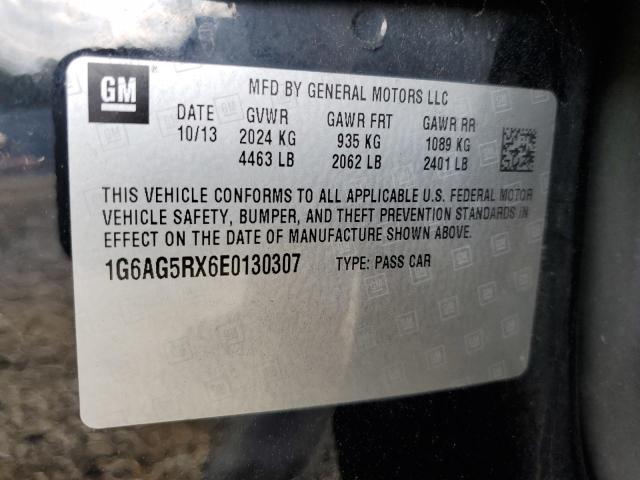 GM
MFD BY GENERAL MOTORS LLC
DATE GVWR GAWR FRT GAWR RR
10/13 2024 KG 935 KG 1089 KG
4463 LB 2062 LB 2401 LB
THIS VEHICLE CONFORMS TO ALL APPLICABLE U.S. FEDERAL MOTOR
VEHICLE SAFETY, BUMPER, AND THEFT PREVENTION STANDARDS IN
EFFECT ON THE DATE OF MANUFACTURE SHOWN ABOVE.
1G6AG5RX6E0130307 TYPE: PASS CAR